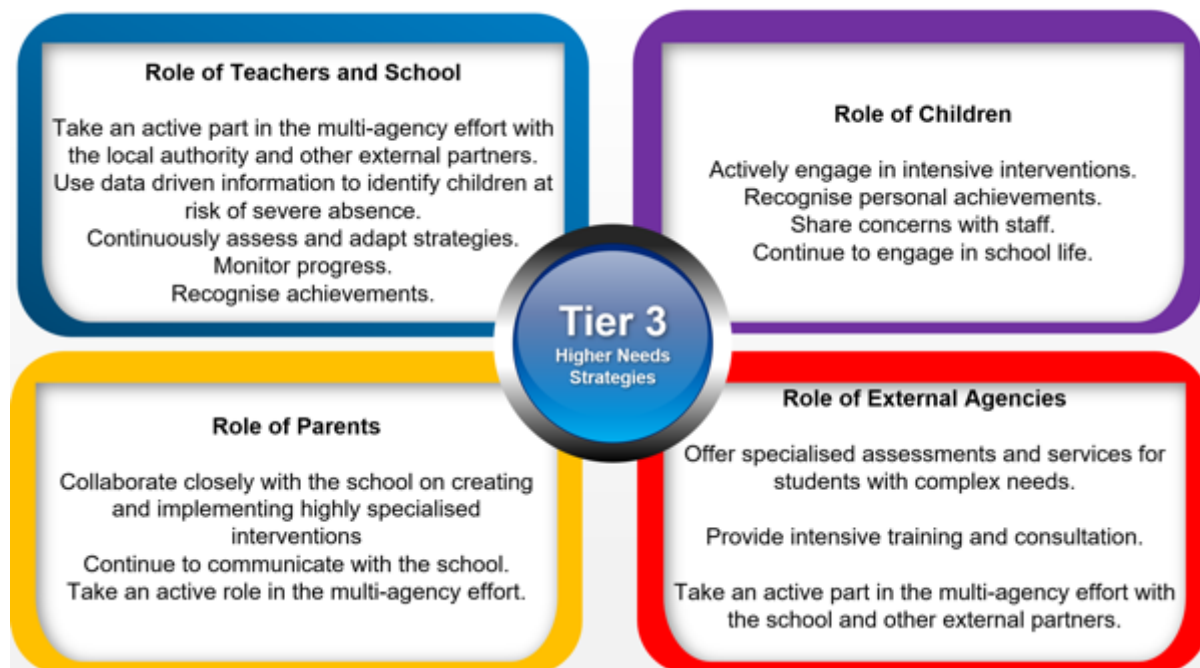 Role of Teachers and School
Take an active part in the multi-agency effort with
the local authority and other external partners.
Use data driven information to identify children at
risk of severe absence.
Continuously assess and adapt strategies.
Monitor progress.
Recognise achievements.
Role of Children
Actively engage in intensive interventions.
Recognise personal achievements.
Share concerns with staff.
Continue to engage in school life.
Tier 3
Higher Needs
Strategies
Role of Parents
Collaborate closely with the school on creating
and implementing highly specialised
interventions
Continue to communicate with the school.
Take an active role in the multi-agency effort.
Role of External Agencies
Offer specialised assessments and services for
students with complex needs.
Provide intensive training and consultation.
Take an active part in the multi-agency effort with
the school and other external partners.